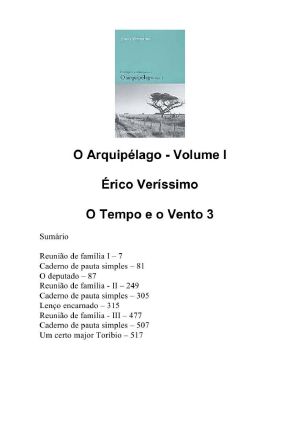 O Arquipélago
O Arquipélago - Volume I
Érico Veríssimo
O Tempo e o Vento 3
Sumário
Reunião de família I – 7
Caderno de pauta simples – 81
O deputado – 87
Reunião de família - II – 249
Caderno de pauta simples – 305
Lenço encarnado – 315
Reunião de família - III – 477
Caderno de pauta simples – 507
Um certo major Toríbio – 517